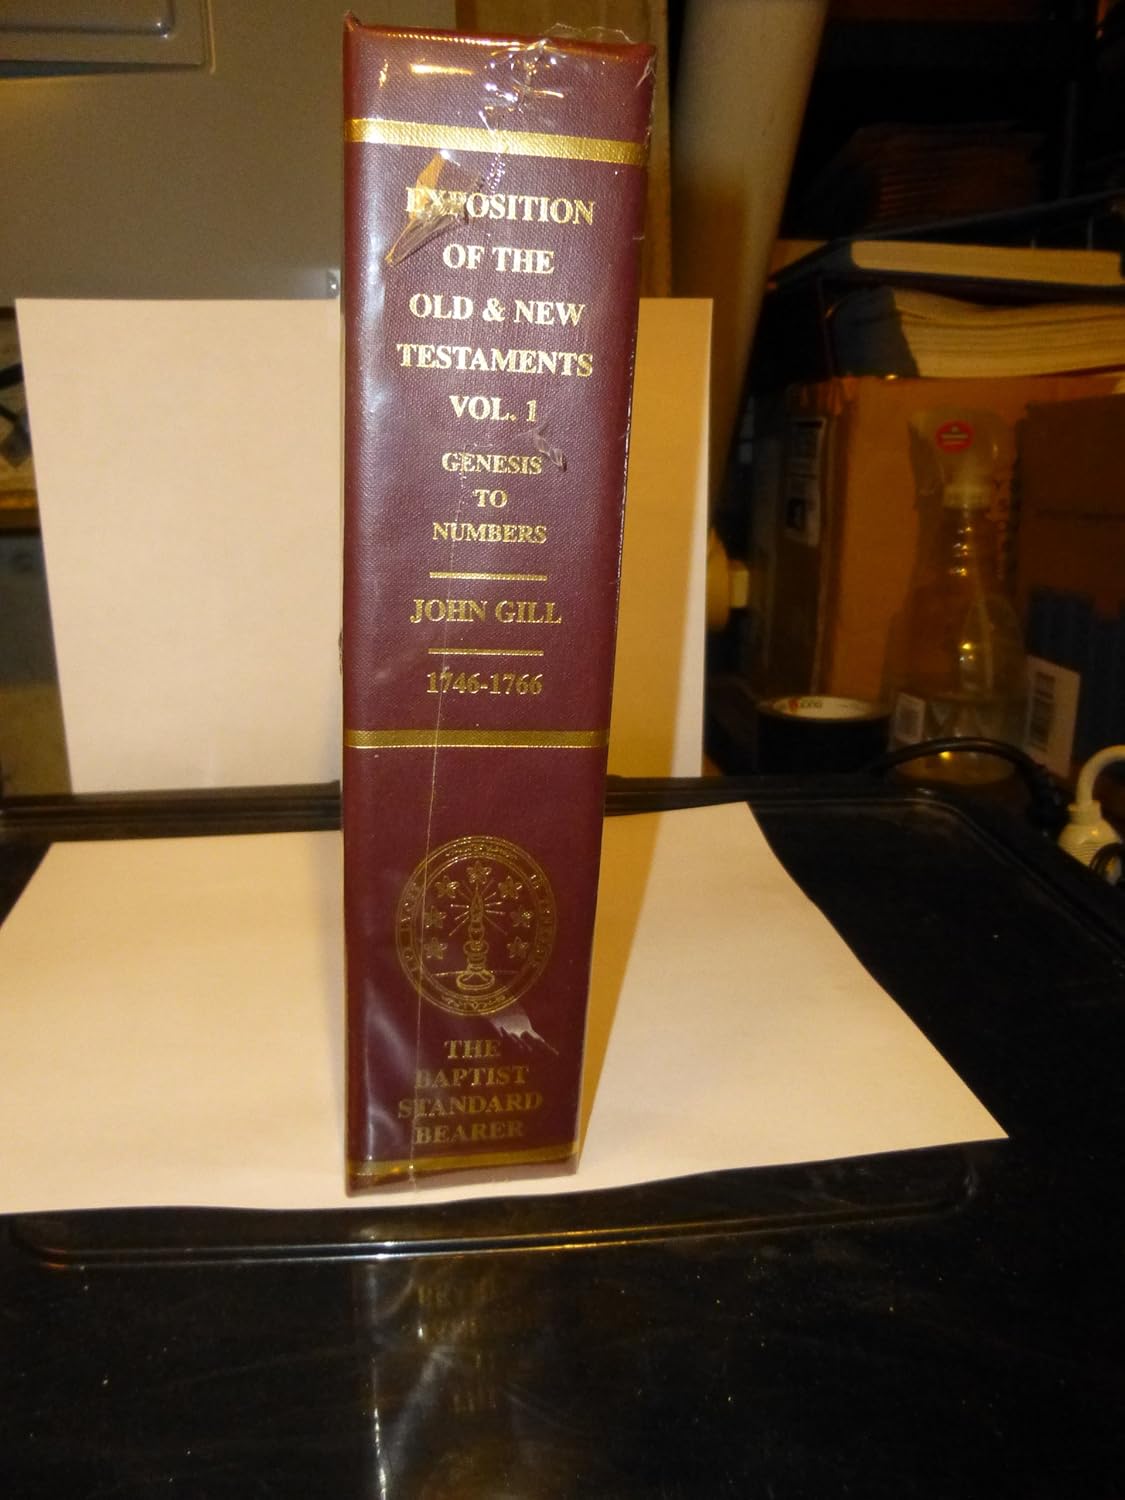 EXPOSITION
OF THE
OLD & NEW
TESTAMENTS
VOL. 1
GENESIS
TO
NUMBERS
JOHN GILL
1746-1766
THE
BAPTIST
STANDARD
BEARER